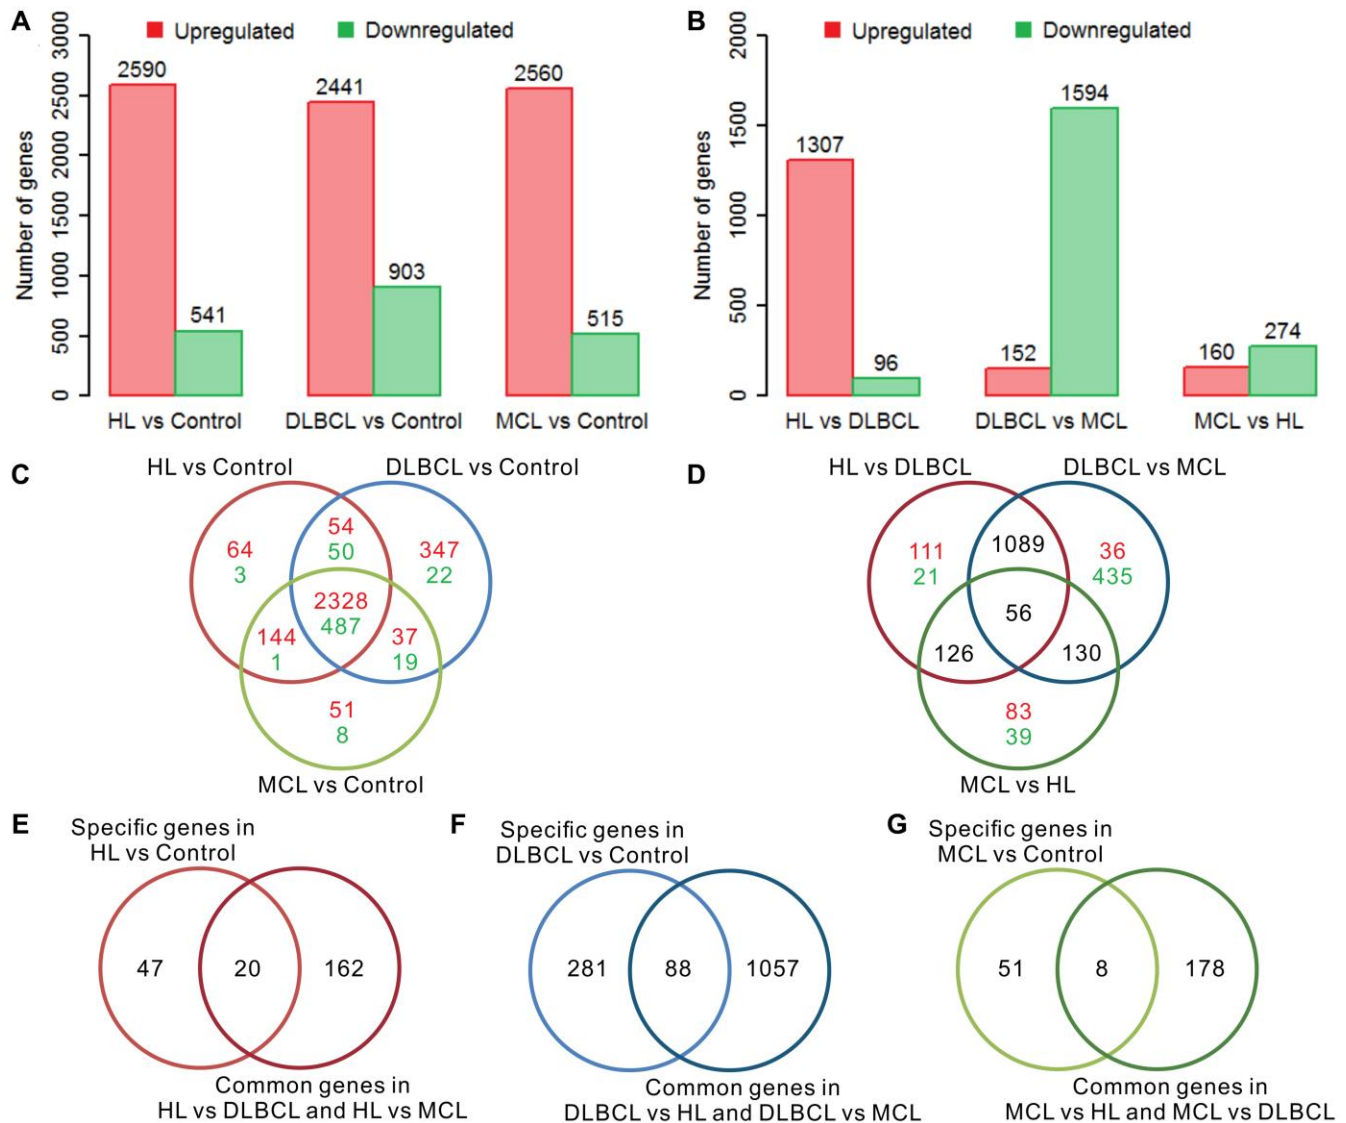 A
Upregulated
Downregulated
Number of genes
3000
2500
2000
1500
1000
500
0
2590
541
2441
903
2560
515
HL vs Control
DLBCL vs Control
MCL vs Control
B
Upregulated
Downregulated
Number of genes
2000
1500
1000
500
0
1307
96
152
1594
160
274
HL vs DLBCL
DLBCL vs MCL
MCL vs HL
C
HL vs Control
DLBCL vs Control
64
3
54
50
347
22
2328
487
144
1
37
19
51
8
MCL vs Control
D
HL vs DLBCL
DLBCL vs MCL
111
21
1089
36
435
56
126
130
83
39
MCL vs HL
E
Specific genes in
HL vs Control
47
20
162
Common genes in
HL vs DLBCL and HL vs MCL
F
Specific genes in
DLBCL vs Control
281
88
1057
Common genes in
DLBCL vs HL and DLBCL vs MCL
G
Specific genes in
MCL vs Control
51
8
178
Common genes in
MCL vs HL and MCL vs DLBCL